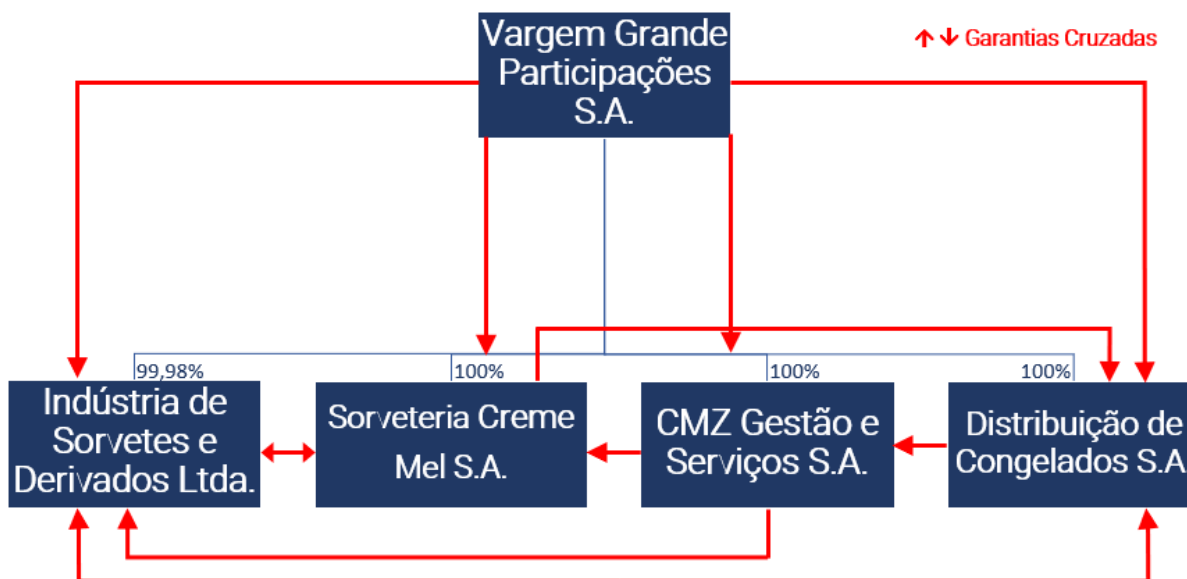 Vargem Grande
Participações
S.A.
Garantias Cruzadas
99,98%
100%
100%
100%
Indústria de
Sorvetes e
Derivados Ltda.
Sorveteria Creme
Mel S.A.
CMZ Gestão e
Serviços S.A.
Distribuição de
Congelados S.A